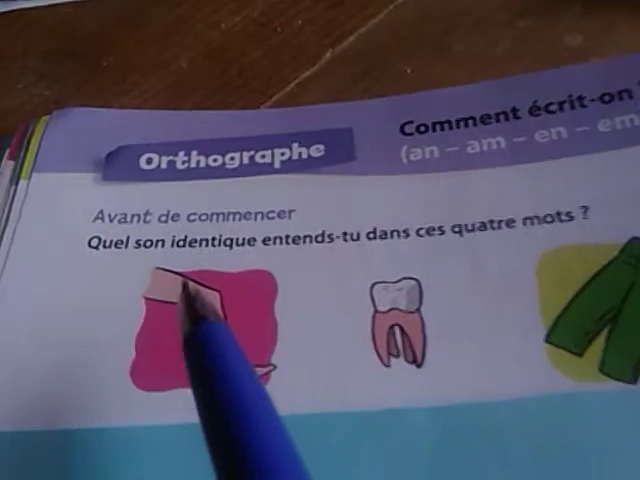 Orthographe
Comment écrit-on
(an – am – en – em
Avant de commencer
Quel son identique entends-tu dans ces quatre mots ?